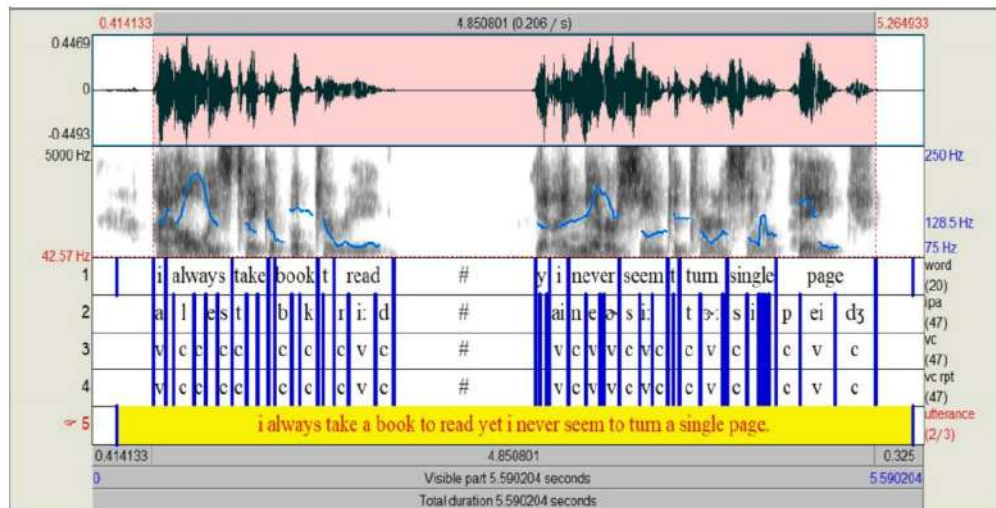 0.414133 4.850801 (0.206 / s) 5.264933
0.4469
0
-0.4493
5000 Hz 250 Hz
128.5 Hz
42.57 Hz 75 Hz
1 i always take book t read # y i never seem t turn single page word (20)
2 a l e s t b k r i: d # ai n e ɚ s i: t ɝ: s i p ei dʒ ipa (47)
3 v c c c c c c c v c # v c v v c v c c v c c v c vc (47)
4 v c c c c c c c v c # v c v v c v c c v c c v c vc rpt (47)
5 i always take a book to read yet i never seem to turn a single page. utterance (2/3)
0.414133 4.850801 0.325
0 Visible part 5.590204 seconds 5.590204
Total duration 5.590204 seconds